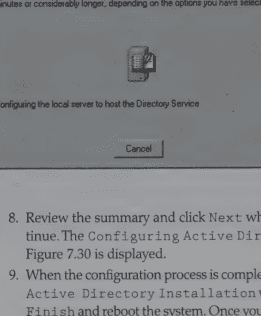 inutes or considerably longer, depending on the options you have selec
onfiguring the local server to host the Directory Service
Cancel
8. Review the summary and click Next wh
tinue. The Configuring Active Dir
Figure 7.30 is displayed.
9. When the configuration process is comple
Active Directory Installation
Finish and reboot the system. Once you